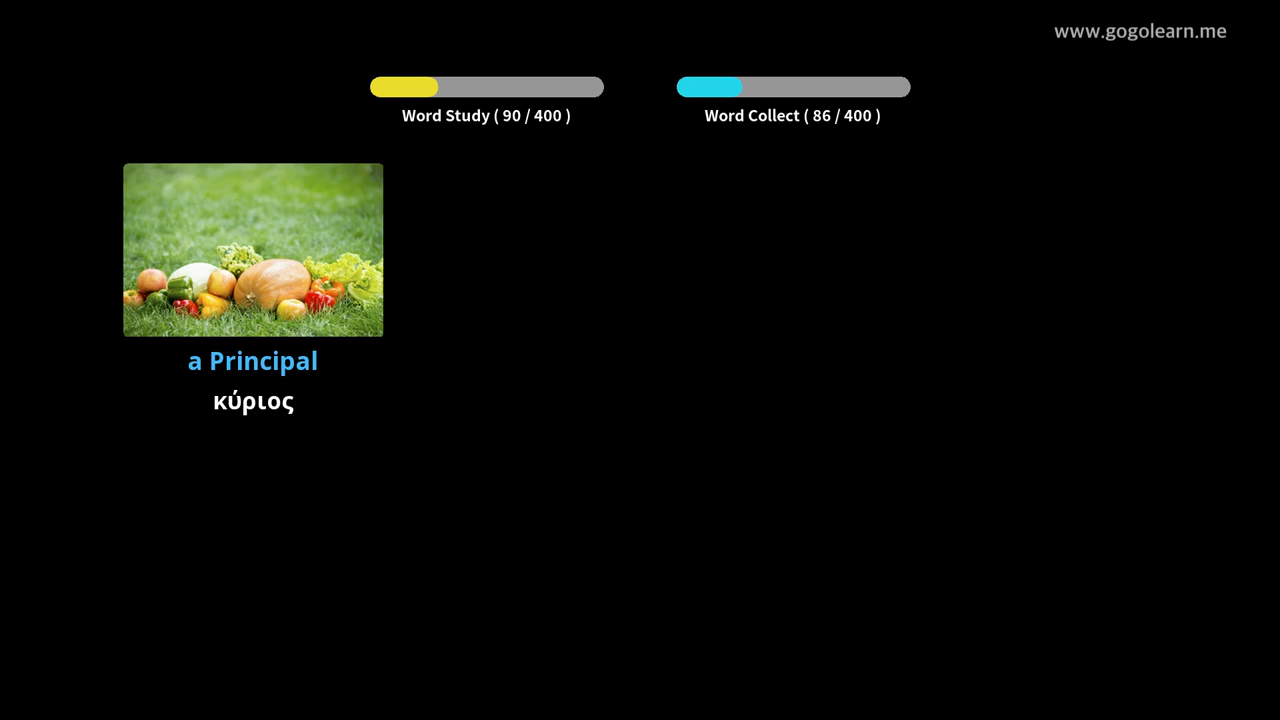 www.gogolearn.me
Word Study ( 90 / 400 )
Word Collect ( 86 / 400 )
a Principal
κύριος